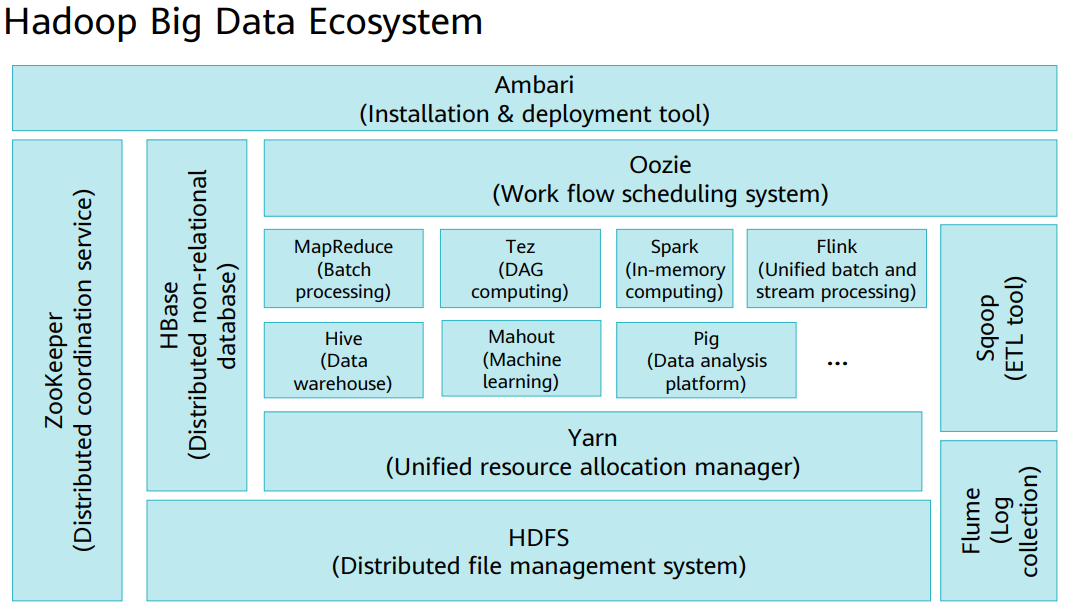 Hadoop Big Data Ecosystem
Ambari
(Installation & deployment tool)
ZooKeeper
(Distributed coordination service)
HBase
(Distributed non-relational
database)
Oozie
(Work flow scheduling system)
MapReduce
(Batch
processing)
Tez
(DAG
computing)
Spark
(In-memory
computing)
Flink
(Unified batch and
stream processing)
Hive
(Data
warehouse)
Mahout
(Machine
learning)
Pig
(Data analysis
platform)
...
Sqoop
(ETL tool)
Yarn
(Unified resource allocation manager)
HDFS
(Distributed file management system)
Flume
(Log
collection)